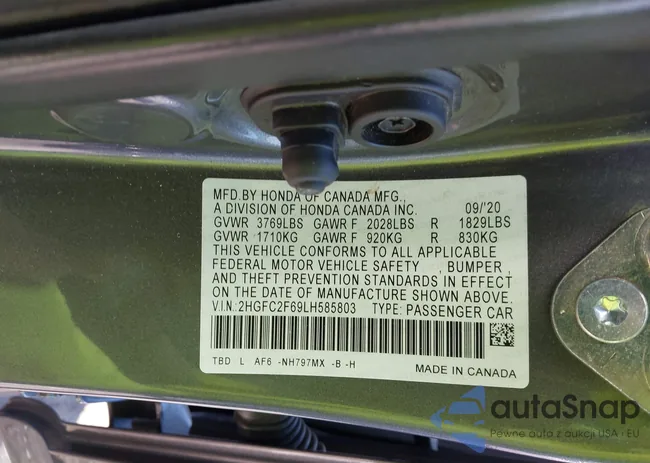 MFD.BY HONDA OF CANADA MFG.,
A DIVISION OF HONDA CANADA INC. 09/'20
GVWR 3769LBS GAWR F 2028LBS R 1829LBS
GVWR 1710KG GAWR F 920KG R 830KG
THIS VEHICLE CONFORMS TO ALL APPLICABLE
FEDERAL MOTOR VEHICLE SAFETY , BUMPER ,
AND THEFT PREVENTION STANDARDS IN EFFECT
ON THE DATE OF MANUFACTURE SHOWN ABOVE.
V.I.N.: 2HGFC2F69LH585803 TYPE: PASSENGER CAR
TBD L AF6 -NH797MX -B -H
MADE IN CANADA
autaSnap
Pewne auta z aukcji USA i EU